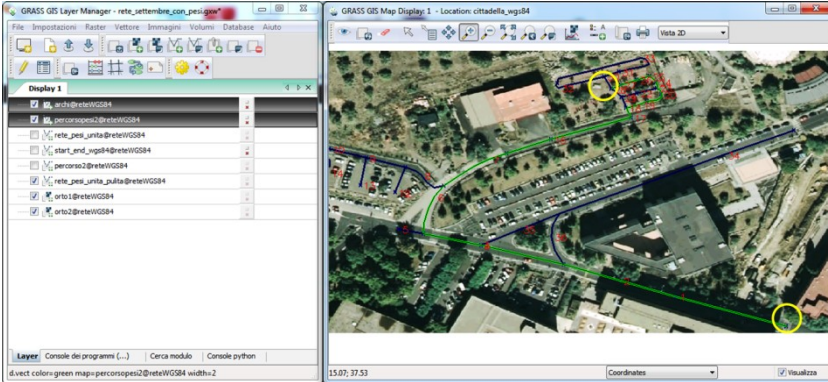 GRASS GIS Layer Manager - rete_settembre_con_pesi.gxw*
File Impostazioni Raster Vettore Immagini Volumi Database Aiuto
Display 1
archi@reteWGS84
percorsopesi2@reteWGS84
rete_pesi_unita@reteWGS84
start_end_wgs84@reteWGS84
percorso2@reteWGS84
rete_pesi_unita_pulita@reteWGS84
orto1@reteWGS84
orto2@reteWGS84
Layer Console dei programmi (...) Cerca modulo Console python
d.vect color=green map=percorsopesi2@reteWGS84 width=2
GRASS GIS Map Display: 1 - Location: cittadella_wgs84
Vista 2D
15.07; 37.53 Coordinates Visualizza